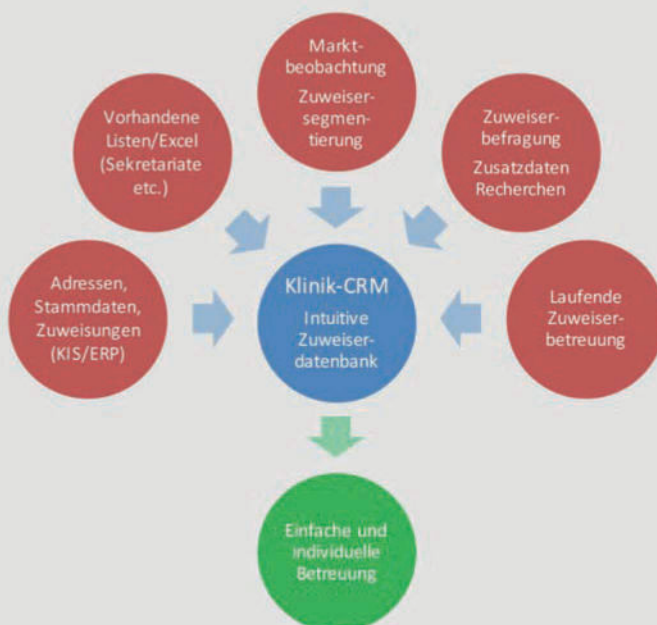 Markt-
beobachtung
Zuweiser-
segmen-
tierung
Vorhandene
Listen/Excel
(Sekretariate
etc.)
Zuweiser-
befragung
Zusatzdaten
Recherchen
Adressen,
Stammdaten,
Zuweisungen
(KIS/ERP)
Klinik-CRM
Intuitive
Zuweiser-
datenbank
Laufende
Zuweiser-
betreuung
Einfache und
individuelle
Betreuung